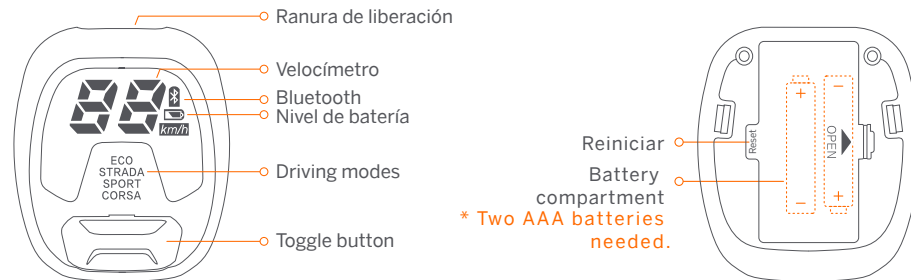 Ranura de liberación
Velocímetro
Bluetooth
Nivel de batería
88
km/h
ECO
STRADA
SPORT
CORSA
Driving modes
Toggle button
Reiniciar
Battery
compartment
* Two AAA batteries
needed.
Reset
+
−
OPEN
−
+